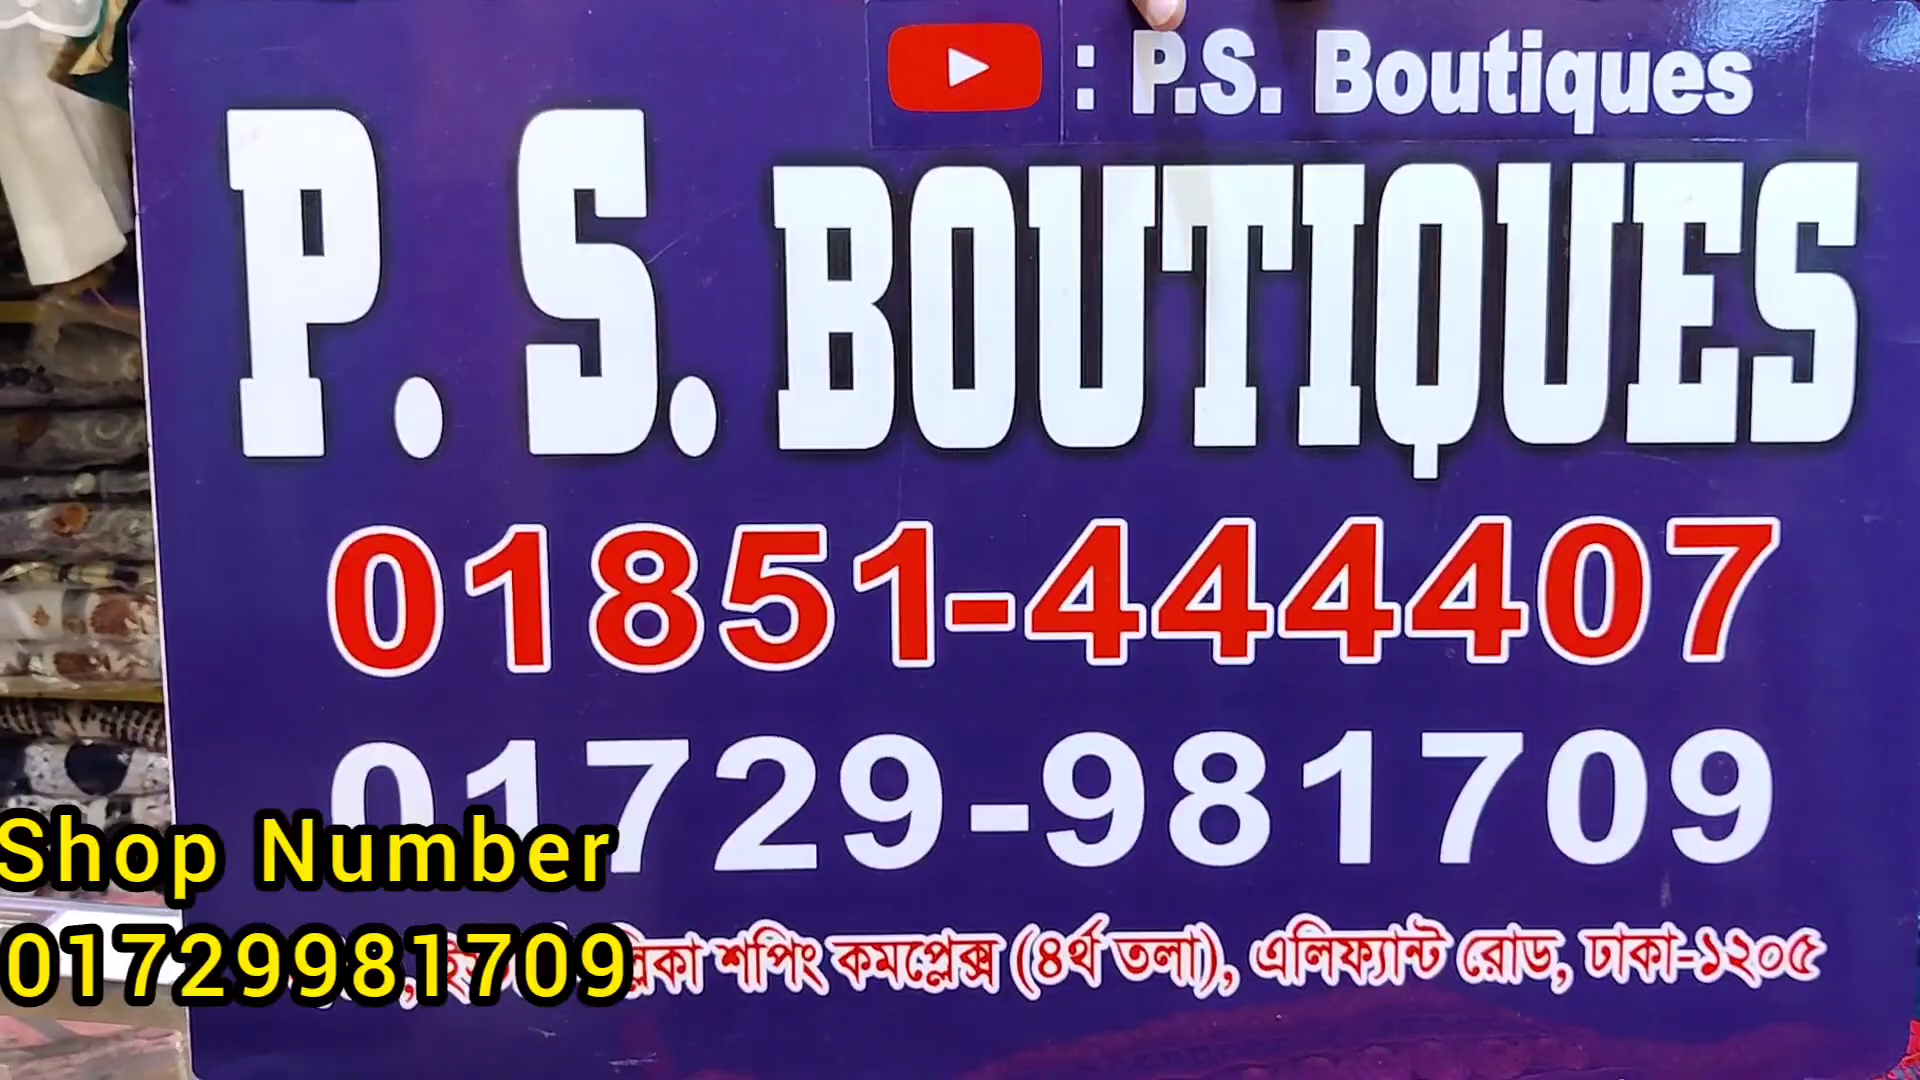 : P.S. Boutiques
P. S. BOUTIQUES
01851-444407
01729-981709
Shop Number
01729981709
শপিং কমপ্লেক্স (৪র্থ তলা), এলিফ্যান্ট রোড, ঢাকা-১২০৫